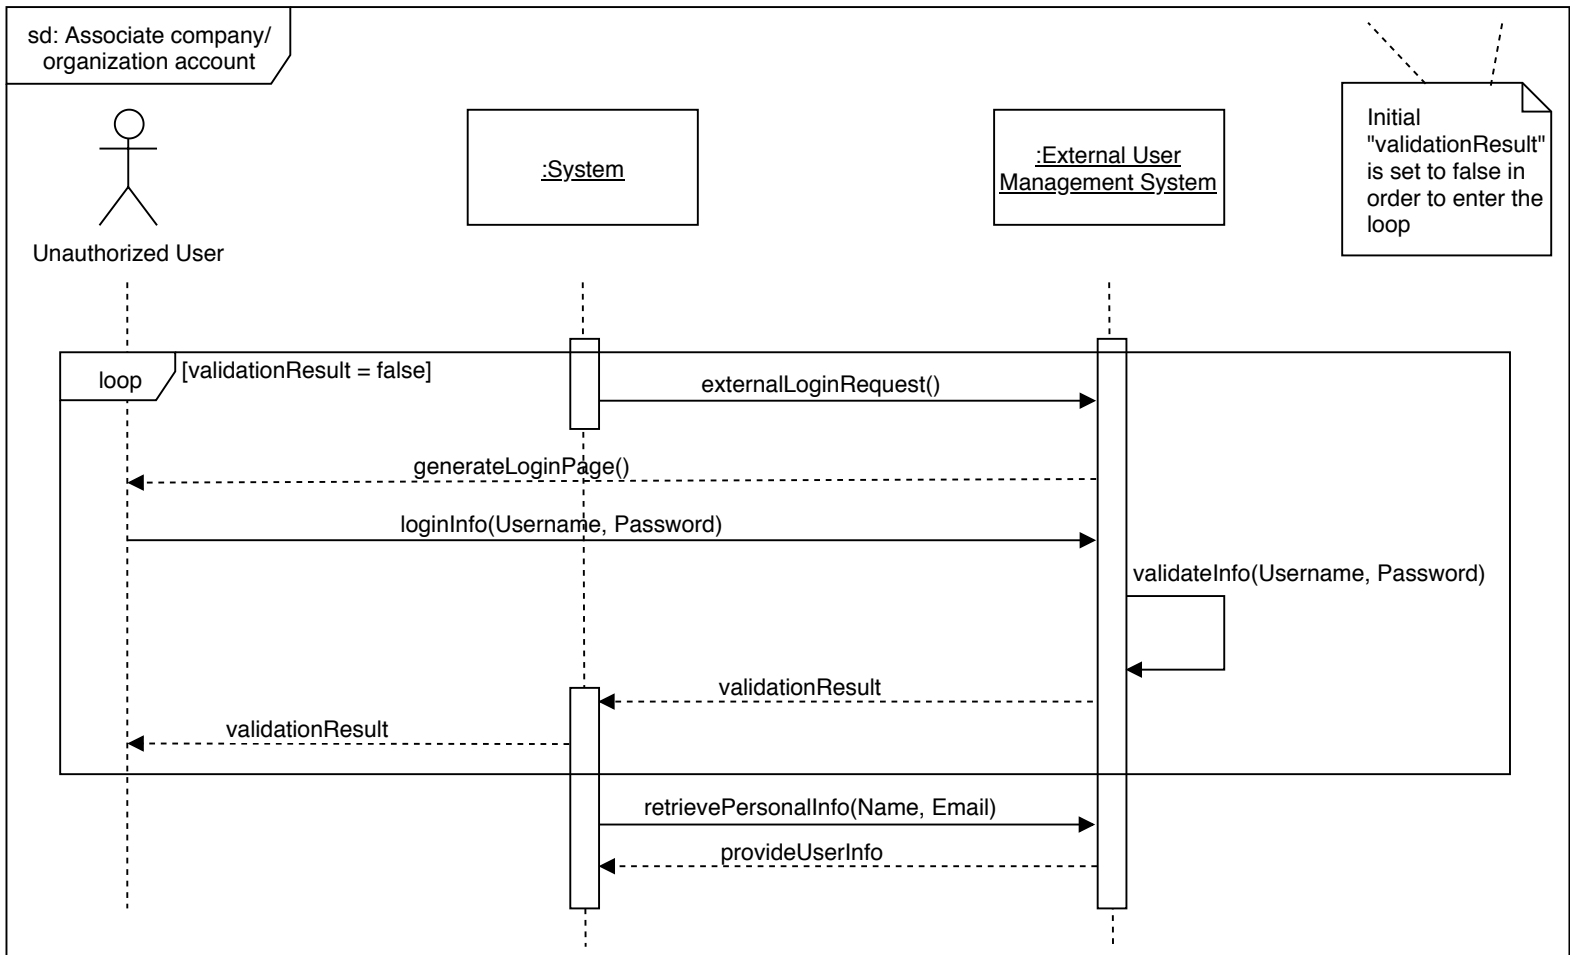 sd: Associate company/
organization account
:System
:External User
Management System
Initial
"validationResult"
is set to false in
order to enter the
loop
Unauthorized User
loop
[validationResult = false]
externalLoginRequest()
generateLoginPage()
loginInfo(Username, Password)
validateInfo(Username, Password)
validationResult
validationResult
retrievePersonalInfo(Name, Email)
provideUserInfo